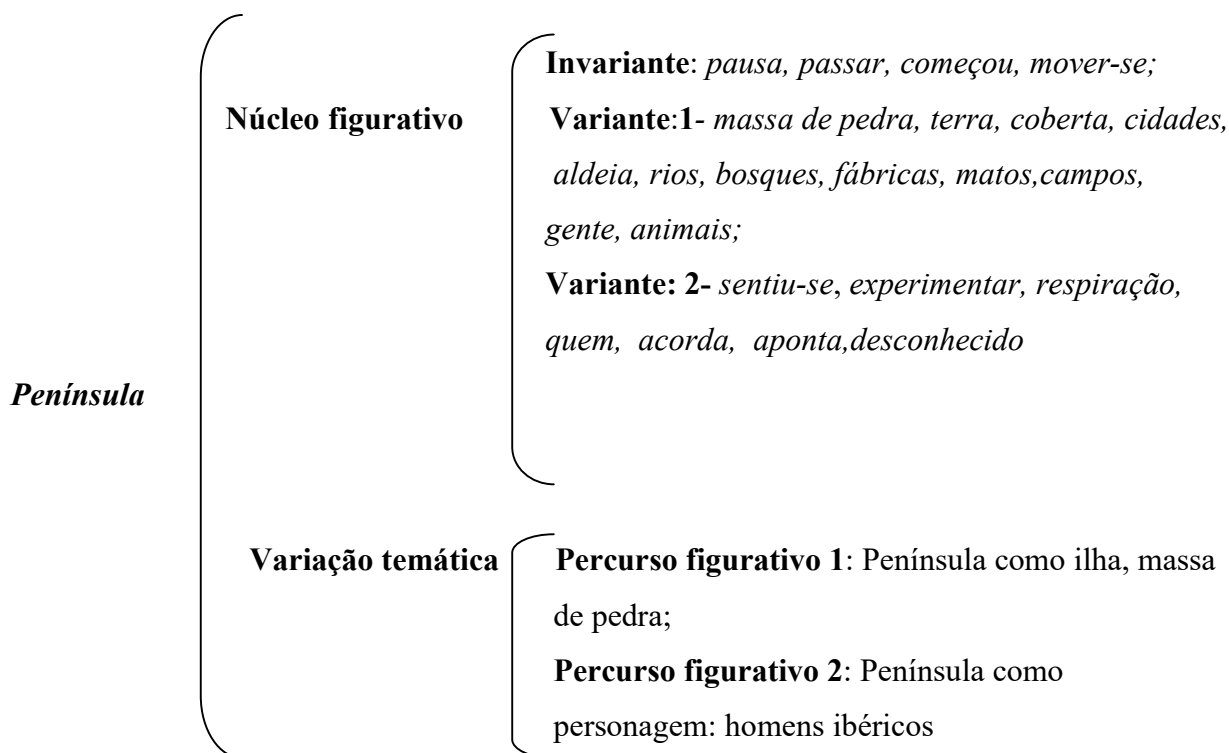 Invariante: pausa, passar, começou, mover-se;
Núcleo figurativo
Variante:1- massa de pedra, terra, coberta, cidades,
aldeia, rios, bosques, fábricas, matos,campos,
gente, animais;
Variante: 2- sentiu-se, experimentar, respiração,
quem, acorda, aponta,desconhecido
Península
Variação temática
Percurso figurativo 1: Península como ilha, massa
de pedra;
Percurso figurativo 2: Península como
personagem: homens ibéricos